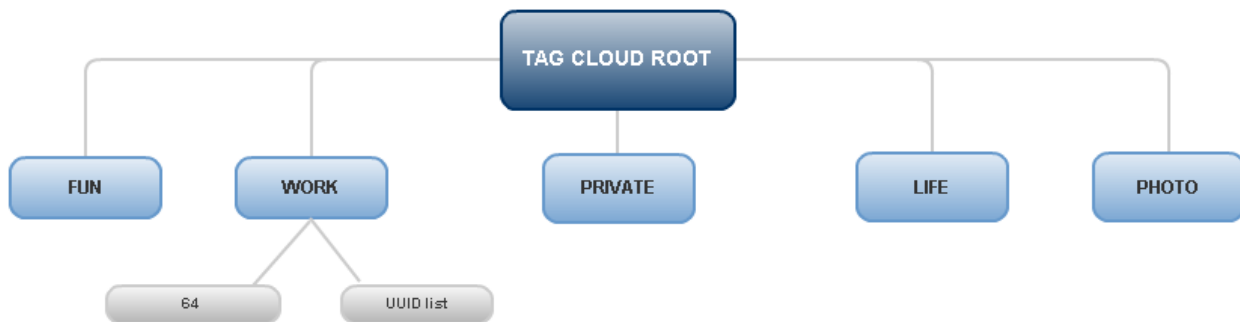 TAG CLOUD ROOT
FUN
WORK
PRIVATE
LIFE
PHOTO
64
UUID list